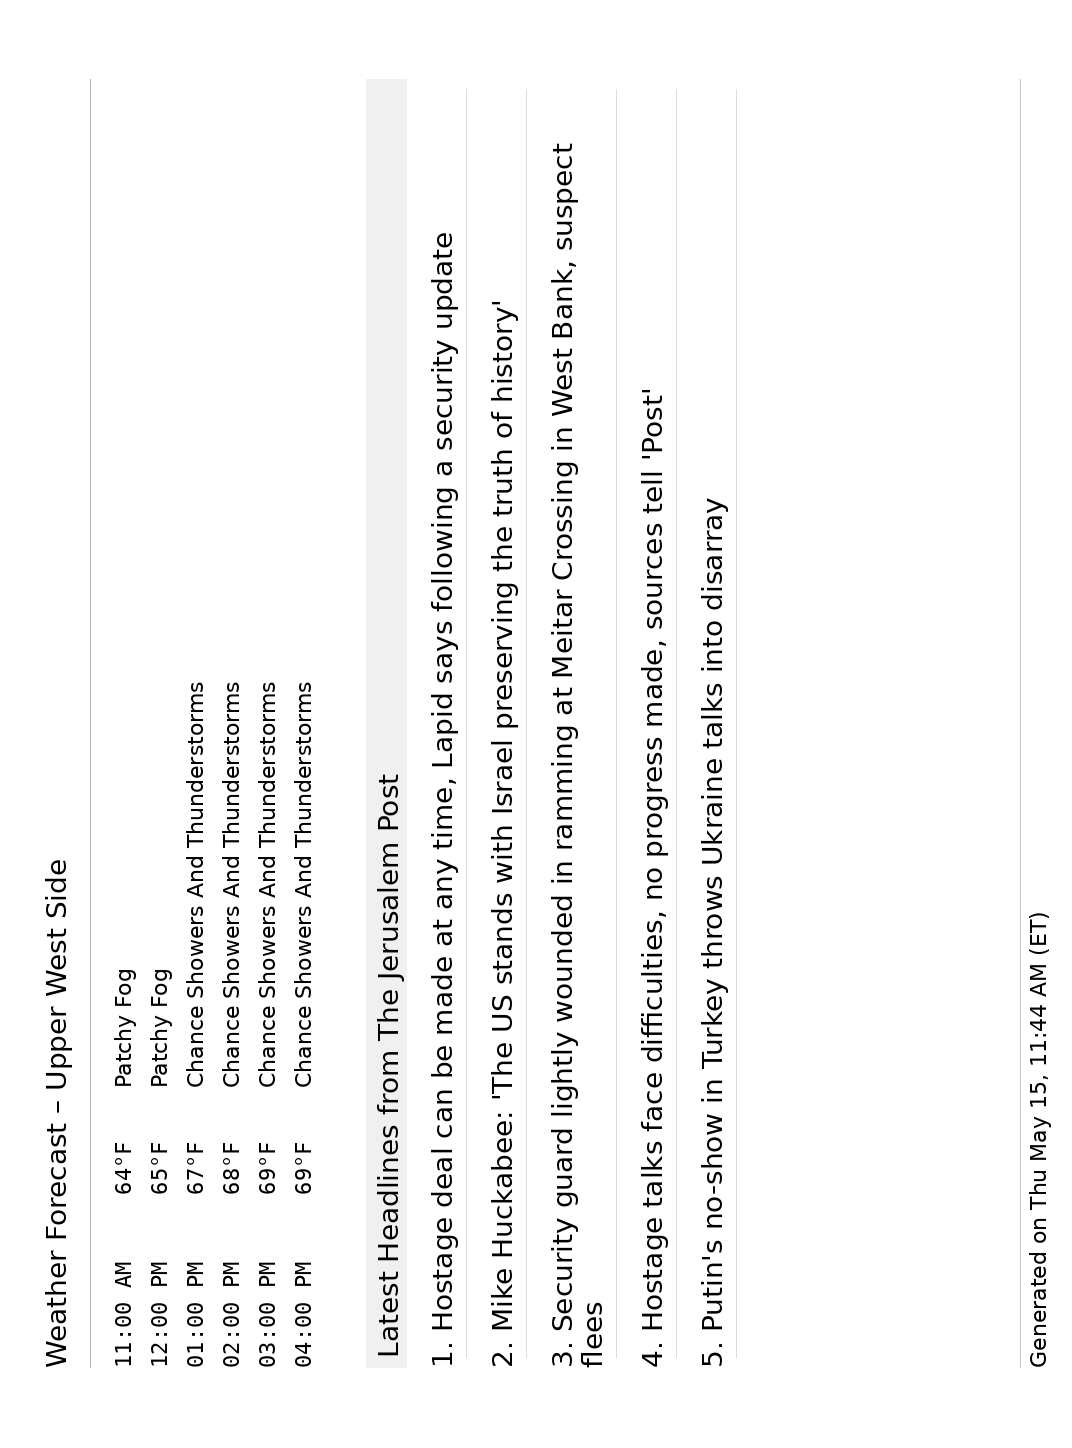 Weather Forecast – Upper West Side
11:00 AM 64°F Patchy Fog
12:00 PM 65°F Patchy Fog
01:00 PM 67°F Chance Showers And Thunderstorms
02:00 PM 68°F Chance Showers And Thunderstorms
03:00 PM 69°F Chance Showers And Thunderstorms
04:00 PM 69°F Chance Showers And Thunderstorms
Latest Headlines from The Jerusalem Post
1. Hostage deal can be made at any time, Lapid says following a security update
2. Mike Huckabee: 'The US stands with Israel preserving the truth of history'
3. Security guard lightly wounded in ramming at Meitar Crossing in West Bank, suspect
flees
4. Hostage talks face difficulties, no progress made, sources tell 'Post'
5. Putin's no-show in Turkey throws Ukraine talks into disarray
Generated on Thu May 15, 11:44 AM (ET)